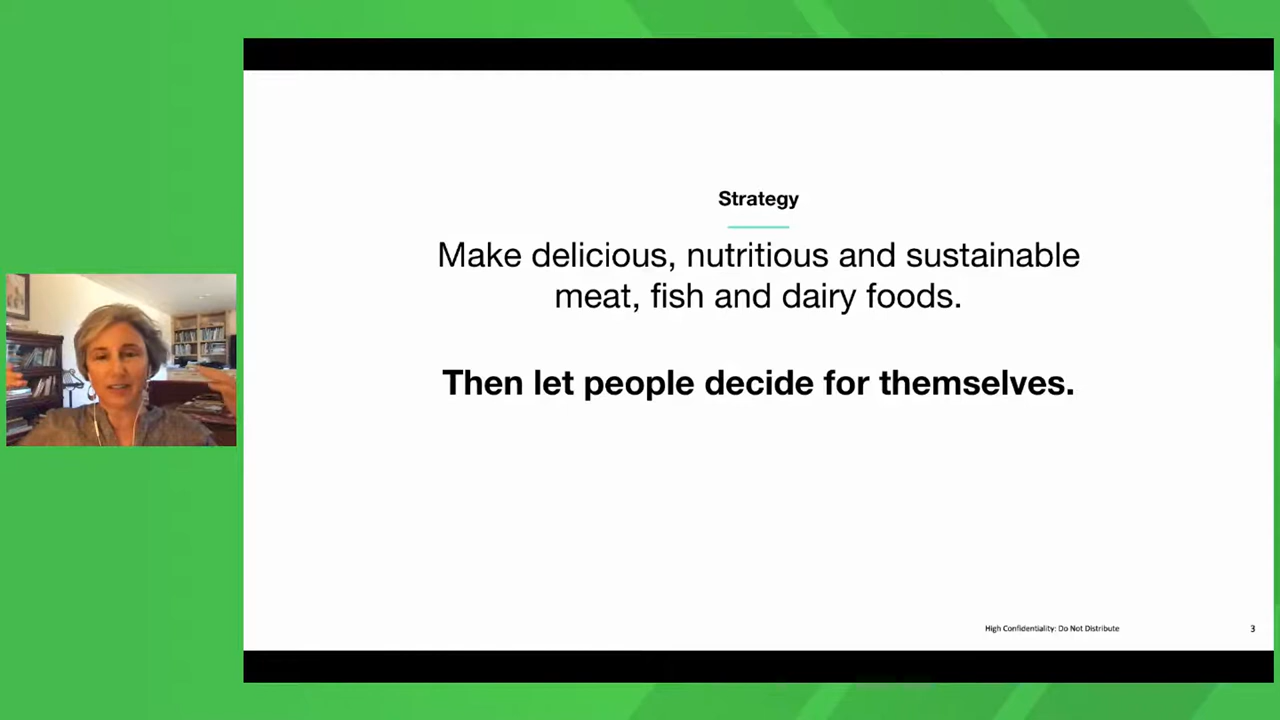 Strategy
Make delicious, nutritious and sustainable
meat, fish and dairy foods.
Then let people decide for themselves.
High Confidentiality: Do Not Distribute
3